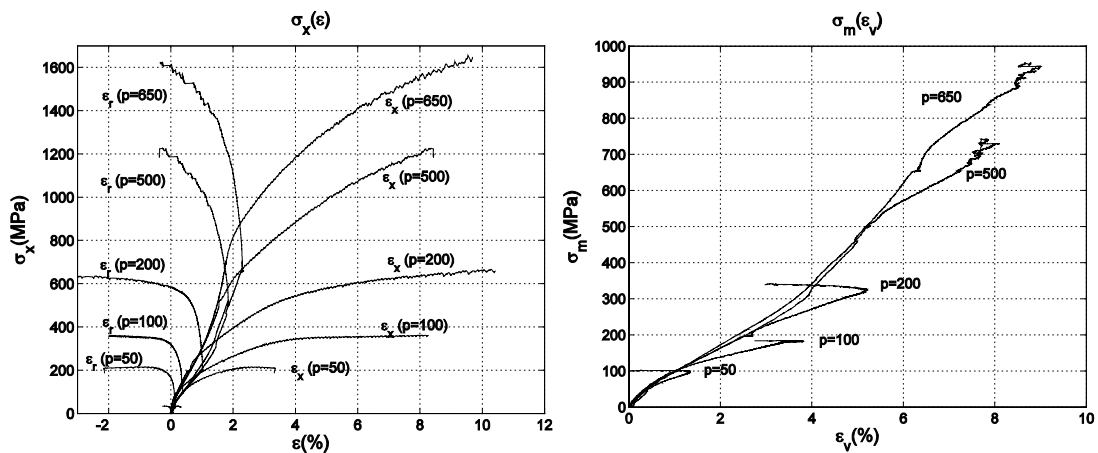 σx(ε)
1600
1400
1200
1000
800
600
400
200
0
σx(MPa)
-2
0
2
4
6
8
10
12
ε(%)
εr (p=650)
εx (p=650)
εr (p=500)
εx (p=500)
εr (p=200)
εx (p=200)
εr (p=100)
εx (p=100)
εr (p=50)
εx (p=50)
σm(εv)
1000
900
800
700
600
500
400
300
200
100
0
σm(MPa)
0
2
4
6
8
10
εv(%)
p=650
p=500
p=200
p=100
p=50